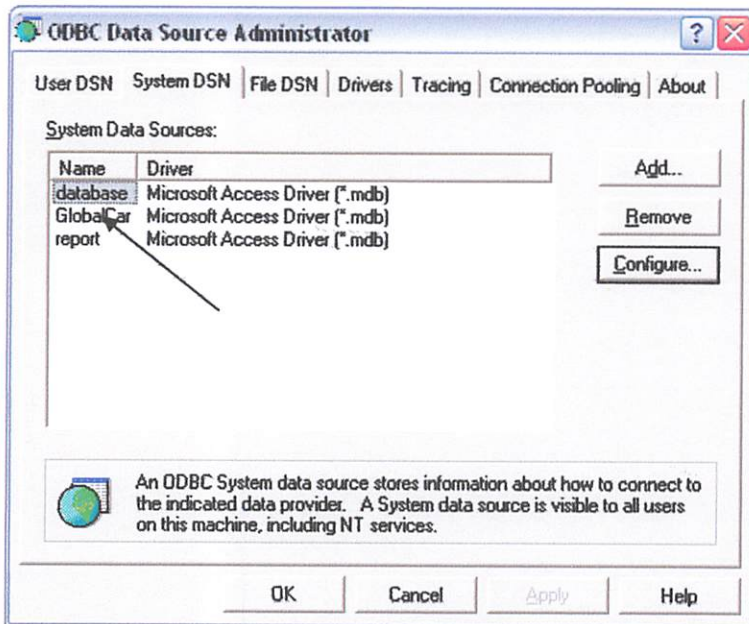 ODBC Data Source Administrator
User DSN System DSN File DSN Drivers Tracing Connection Pooling About
System Data Sources:
Name Driver
database Microsoft Access Driver (*.mdb)
GlobalCar Microsoft Access Driver (*.mdb)
report Microsoft Access Driver (*.mdb)
Add...
Remove
Configure...
An ODBC System data source stores information about how to connect to
the indicated data provider. A System data source is visible to all users
on this machine, including NT services.
OK Cancel Apply Help